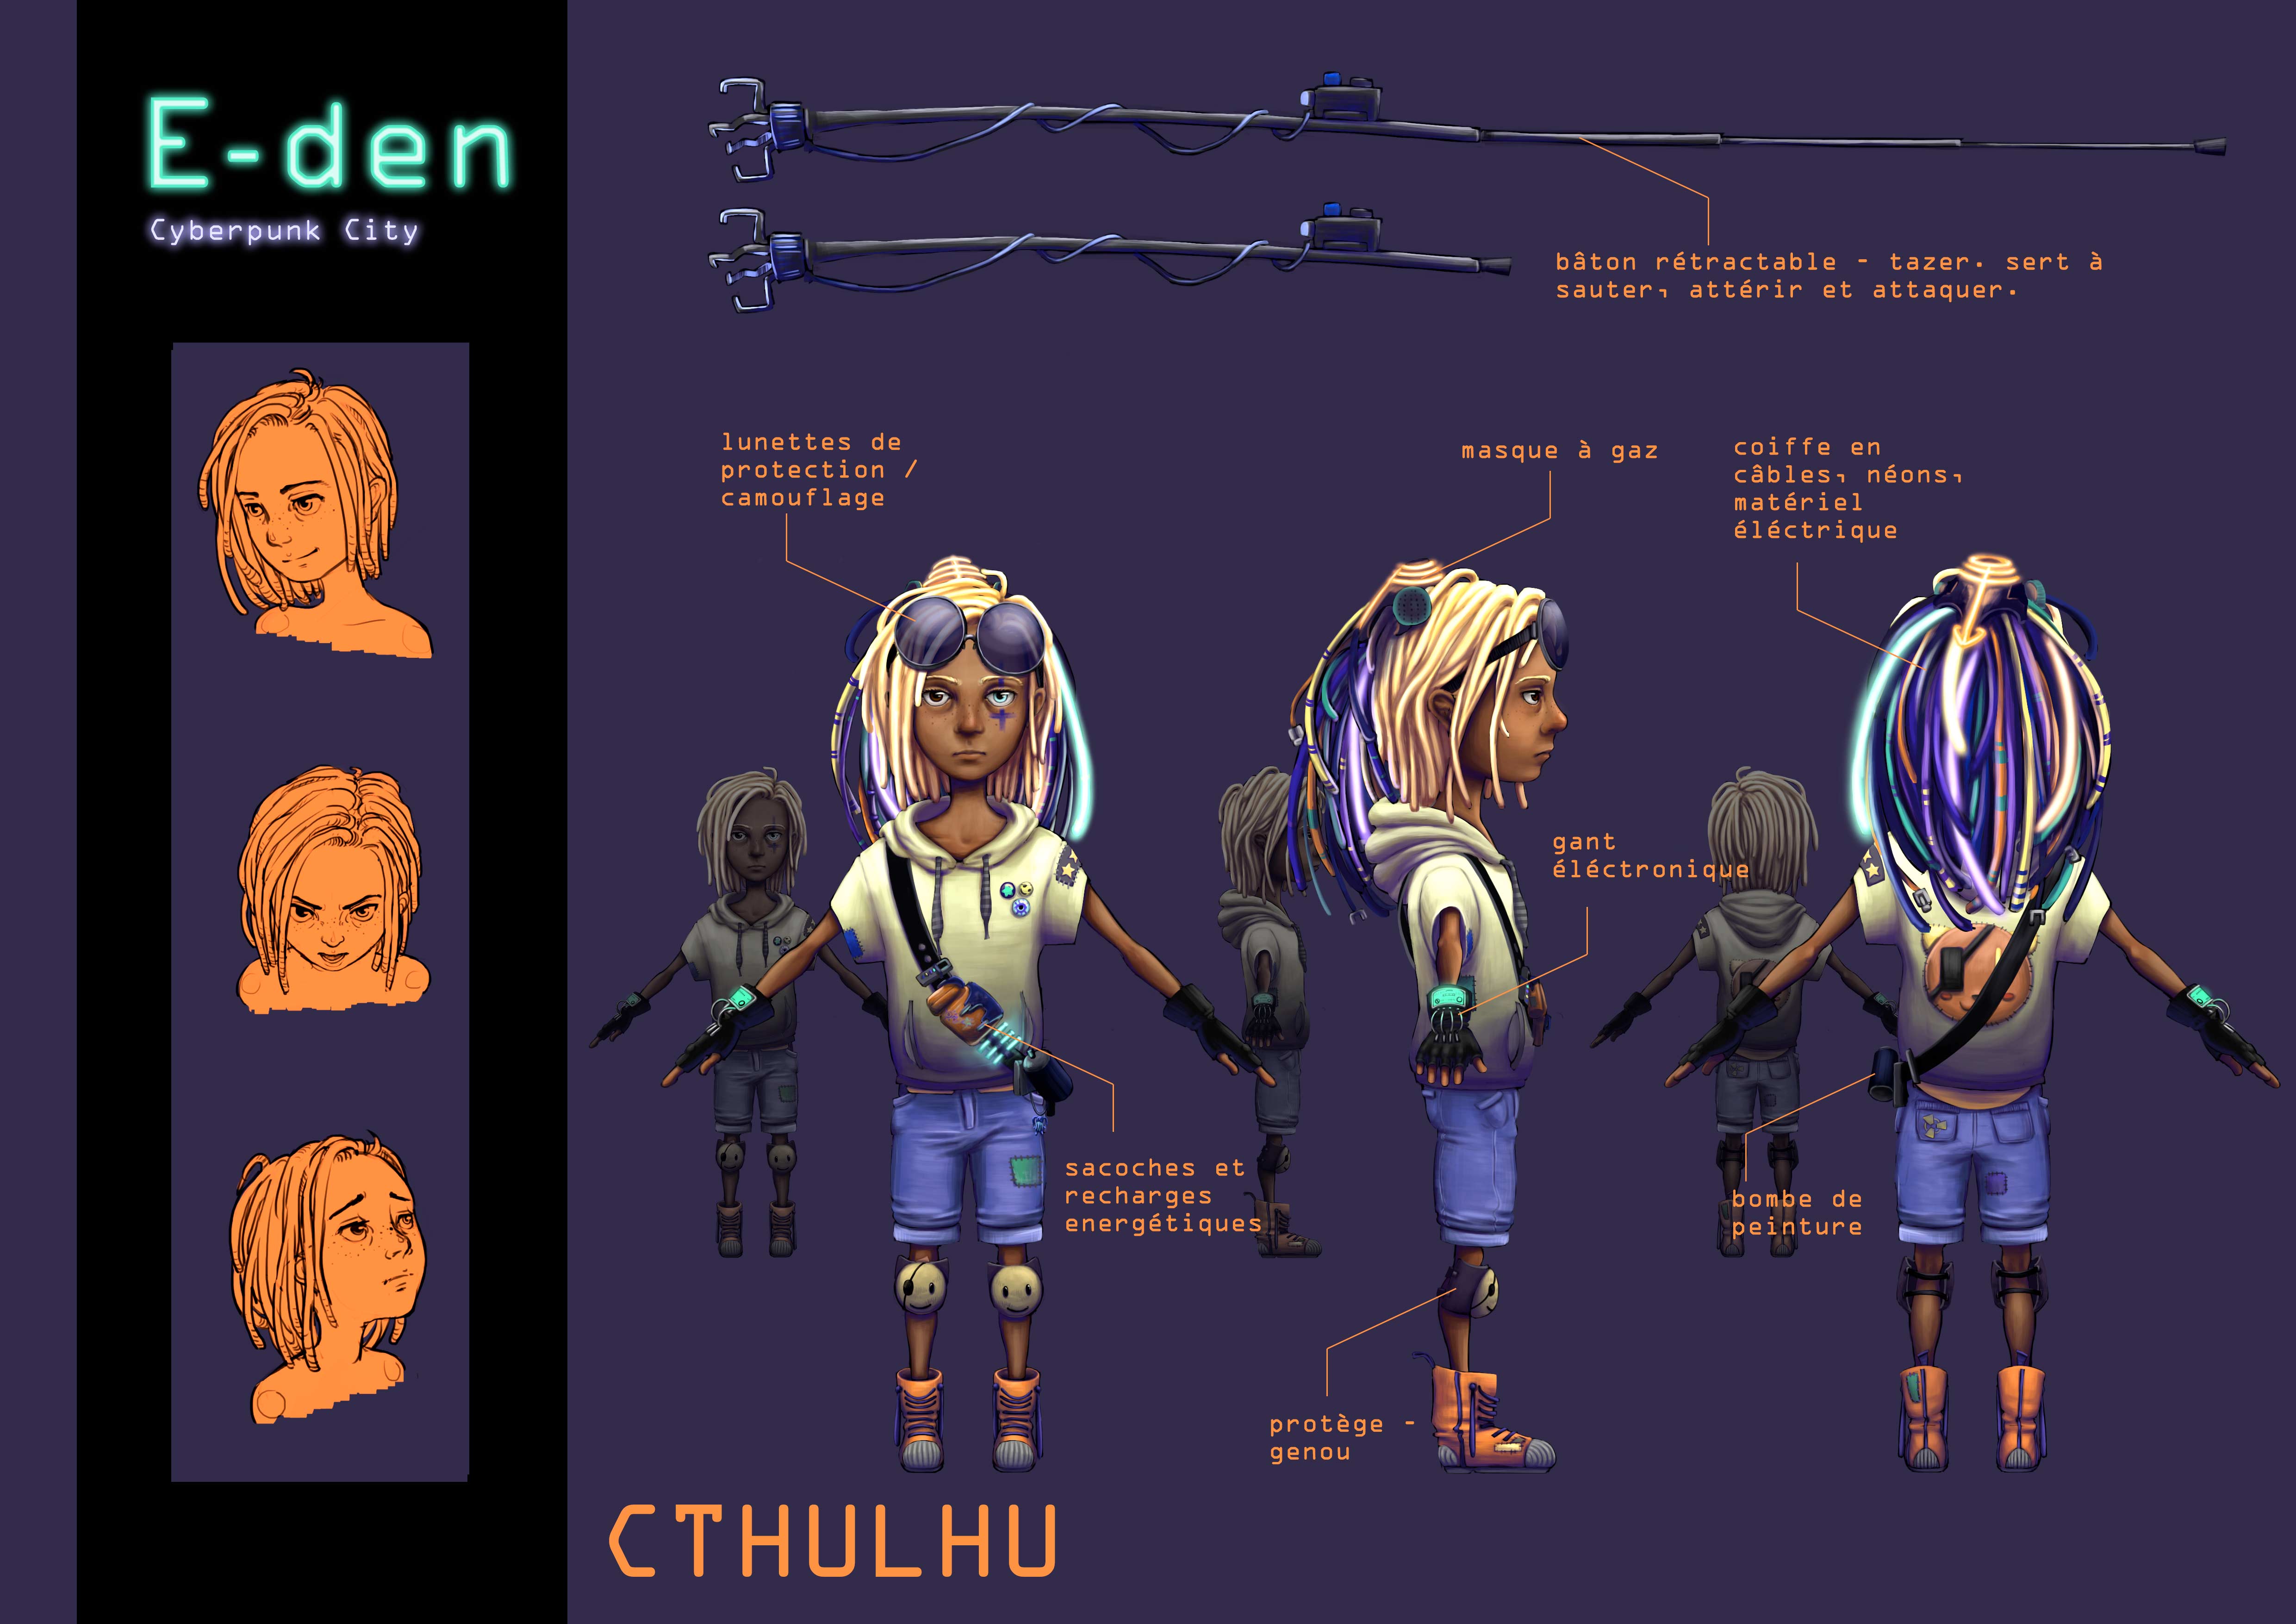 E-den
Cyberpunk City
bâton rétractable - tazer. sert à
sauter, attérir et attaquer.
lunettes de
protection /
camouflage
masque à gaz
coiffe en
câbles, néons,
matériel
éléctrique
gant
éléctronique
sacoches et
recharges
energétiques
bombe de
peinture
protège -
genou
CTHULHU